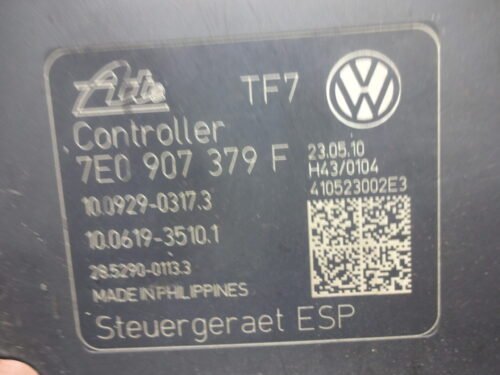 Ate TF7
Controller
7E0 907 379 F
23.05.10
H43/0104
410523002E3
10.0929-0317.3
10.0619-3510.1
28.5290-0113.3
MADE IN PHILIPPINES
Steuergeraet ESP